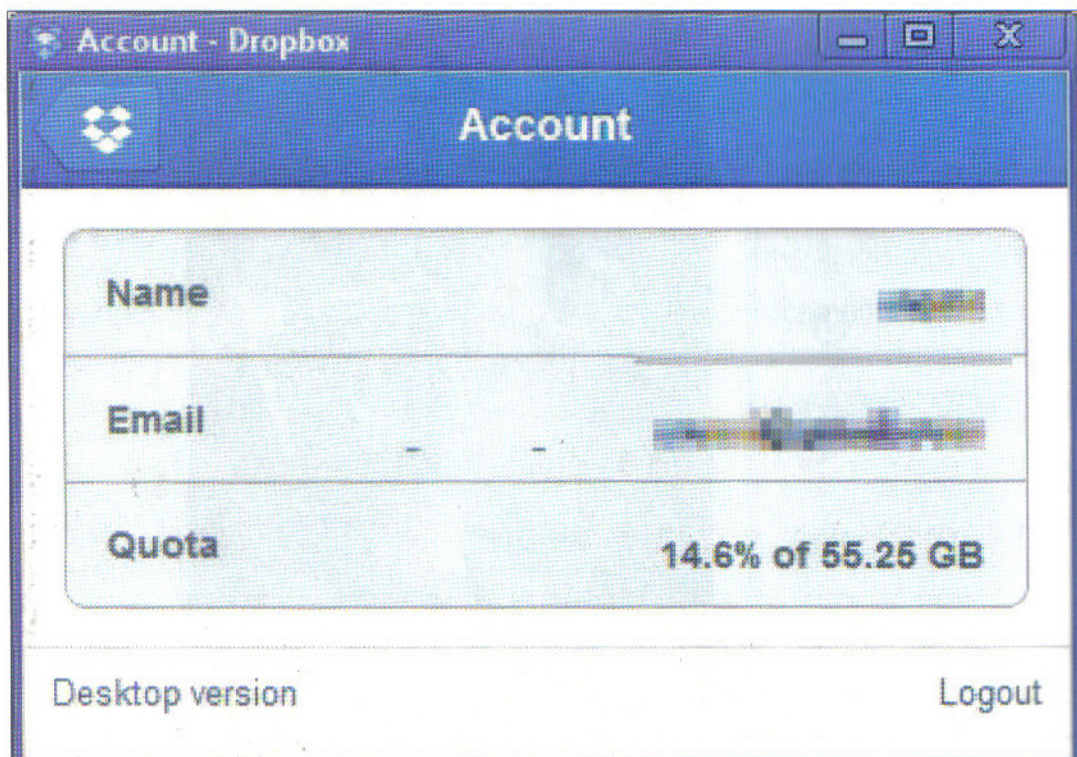 Account - Dropbox
Account
Name
Email
Quota 14.6% of 55.25 GB
Desktop version Logout